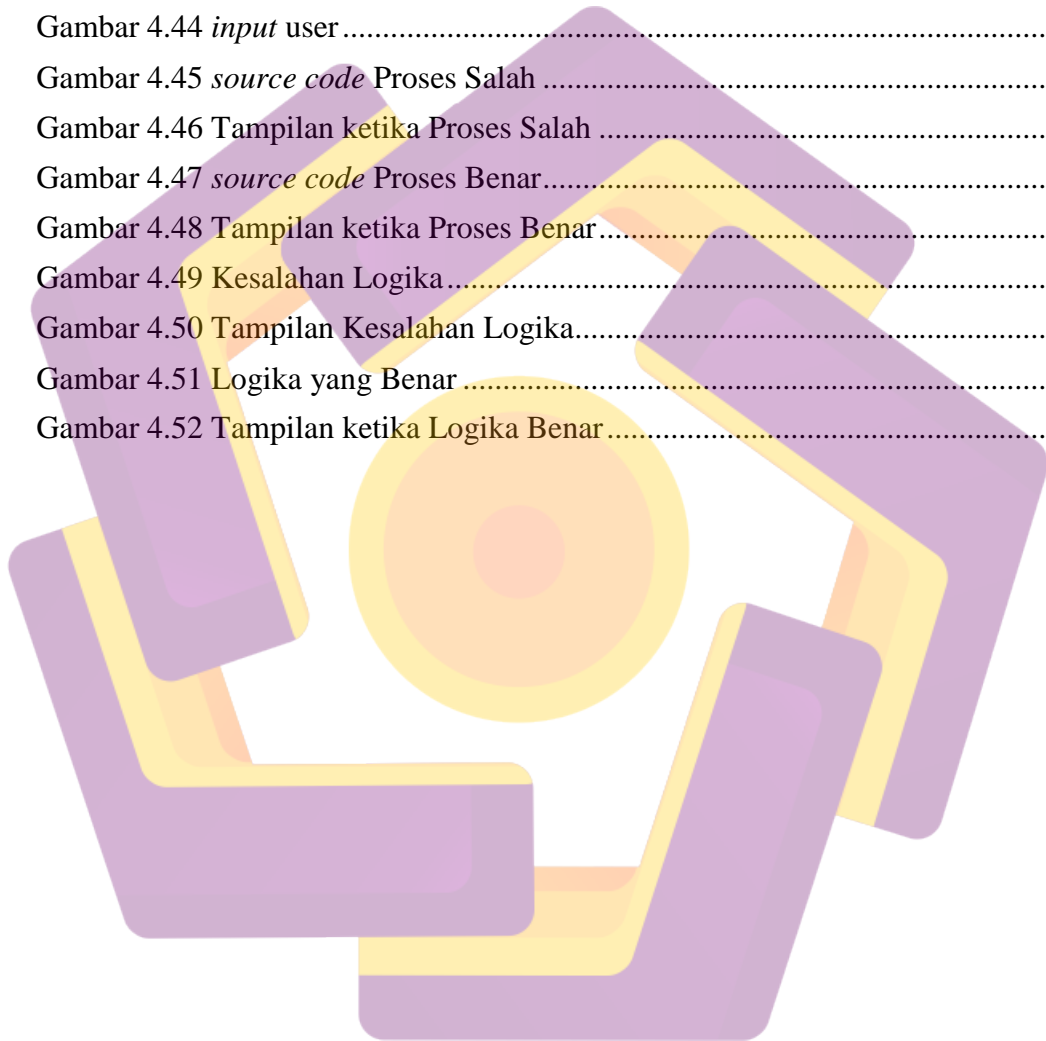 Gambar 4.44 input user........................................................................................
Gambar 4.45 source code Proses Salah...............................................................
Gambar 4.46 Tampilan ketika Proses Salah........................................................
Gambar 4.47 source code Proses Benar...............................................................
Gambar 4.48 Tampilan ketika Proses Benar........................................................
Gambar 4.49 Kesalahan Logika...........................................................................
Gambar 4.50 Tampilan Kesalahan Logika...........................................................
Gambar 4.51 Logika yang Benar.........................................................................
Gambar 4.52 Tampilan ketika Logika Benar.......................................................